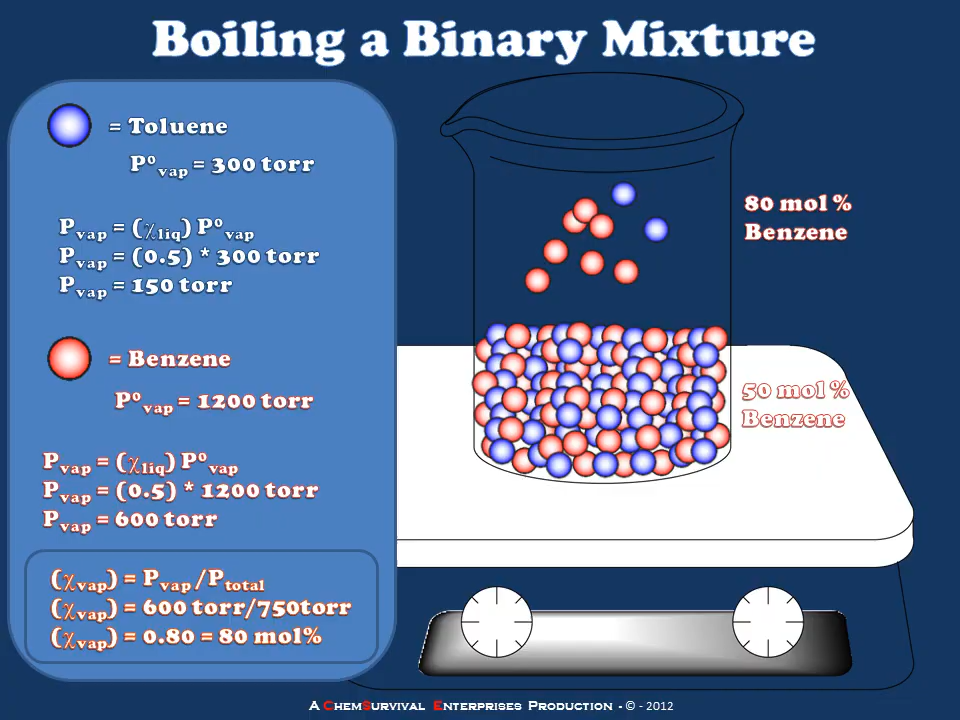 Boiling a Binary Mixture
= Toluene
P⁰vap = 300 torr
Pvap = (χliq) P⁰vap
Pvap = (0.5) * 300 torr
Pvap = 150 torr
= Benzene
P⁰vap = 1200 torr
Pvap = (χliq) P⁰vap
Pvap = (0.5) * 1200 torr
Pvap = 600 torr
(χvap) = Pvap /Ptotal
(χvap) = 600 torr/750torr
(χvap) = 0.80 = 80 mol%
80 mol %
Benzene
50 mol %
Benzene
A ChemSurvival Enterprises Production - © - 2012